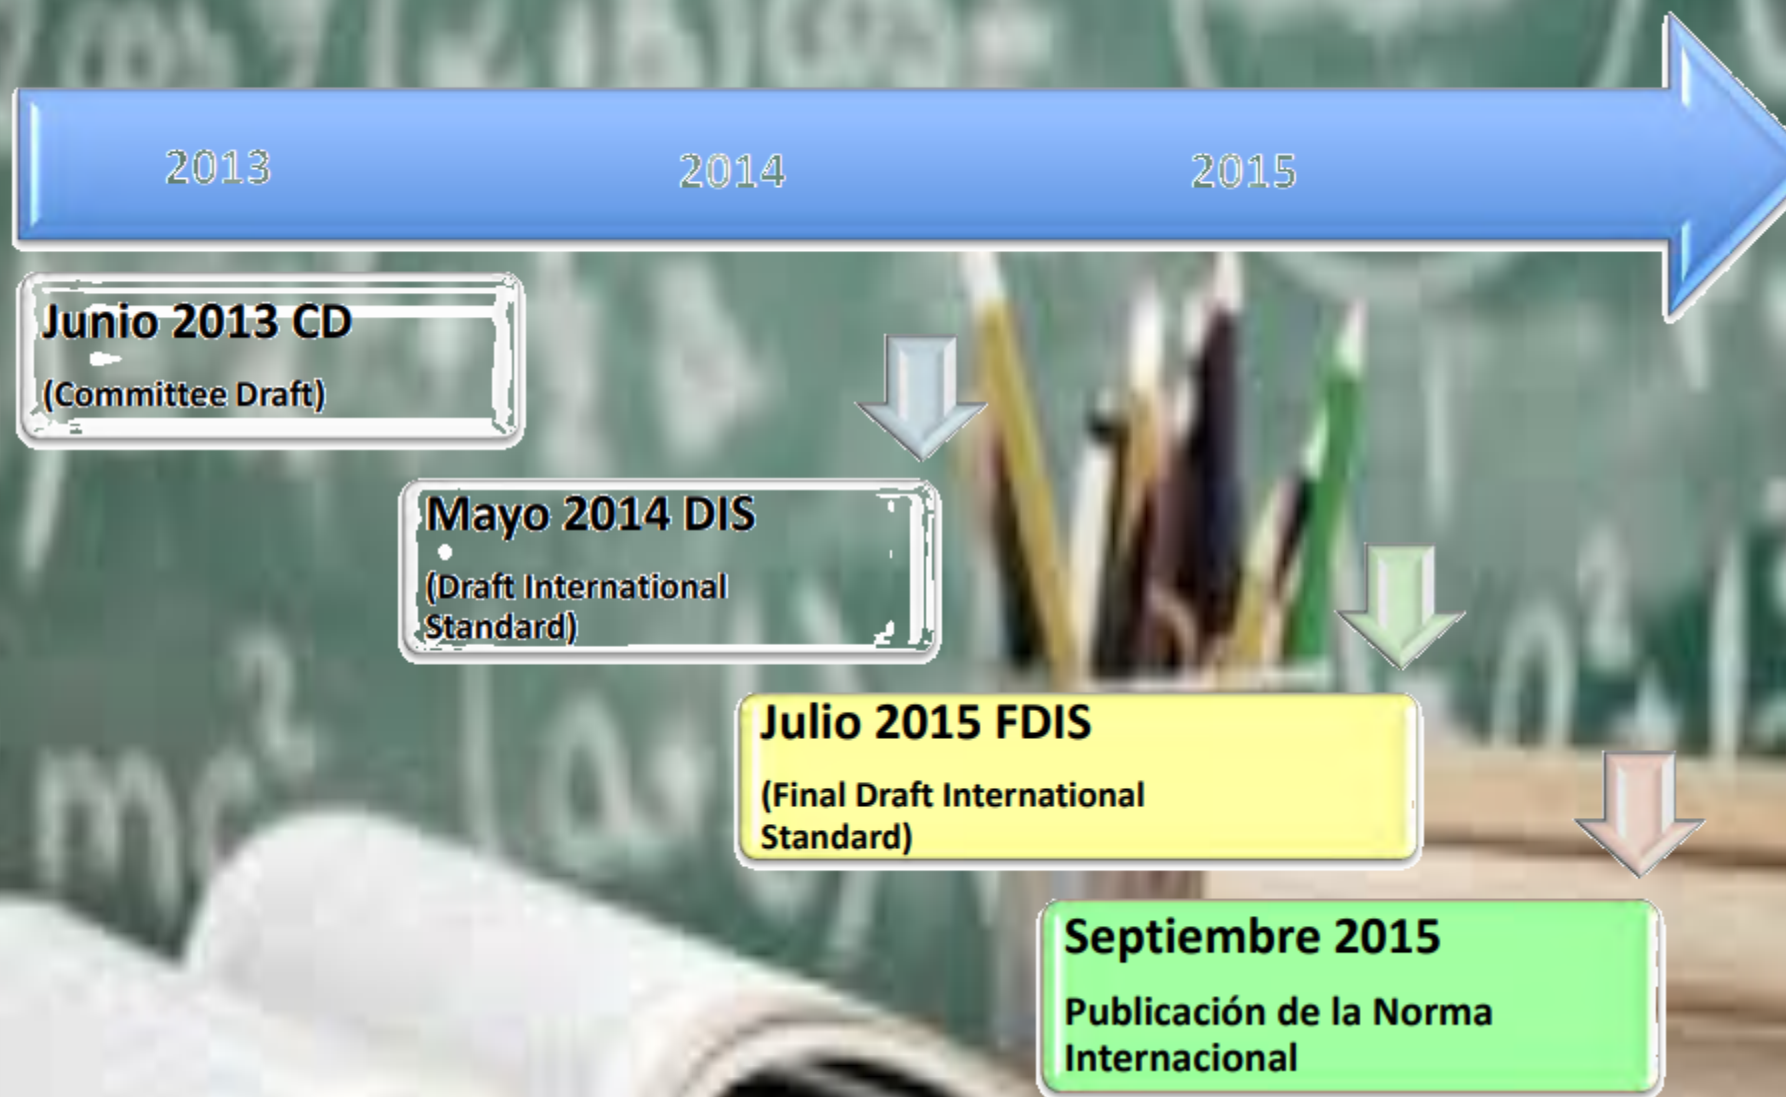 2013 2014 2015
Junio 2013 CD
(Committee Draft)
Mayo 2014 DIS
(Draft International
Standard)
Julio 2015 FDIS
(Final Draft International
Standard)
Septiembre 2015
Publicación de la Norma
Internacional
mc²